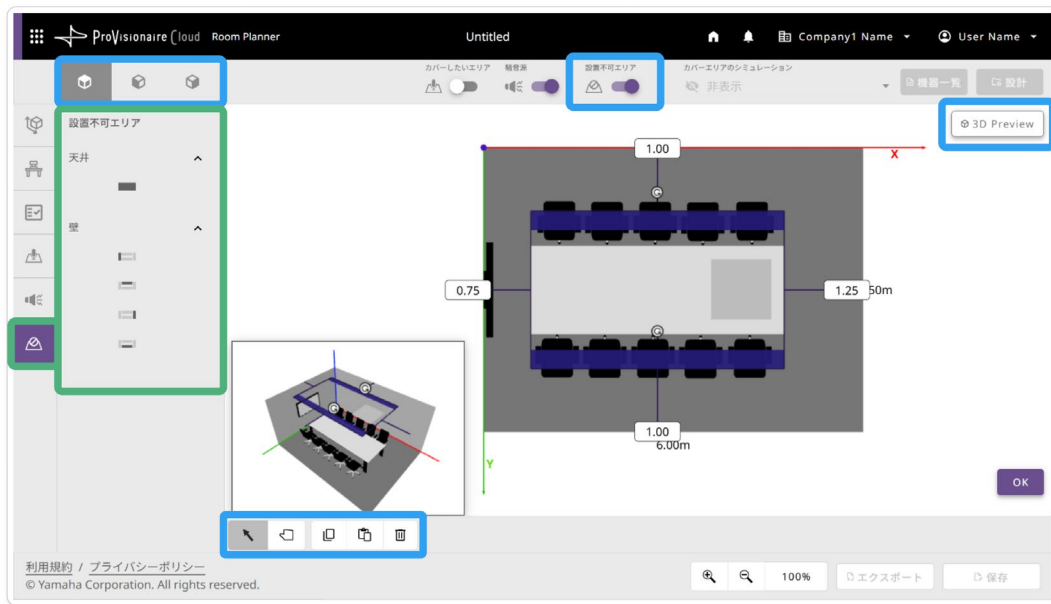 ProVisionaire Cloud Room Planner
Untitled
Company1 Name
User Name
カバーしたいエリア
騒音源
設置不可エリア
カバーエリアのシミュレーション
非表示
機器一覧
設計
3D Preview
設置不可エリア
天井
壁
1.00
X
G
0.75
1.25
50m
G
1.00
6.00m
Y
G
G
OK
利用規約 / プライバシーポリシー
© Yamaha Corporation. All rights reserved.
100%
エクスポート
保存